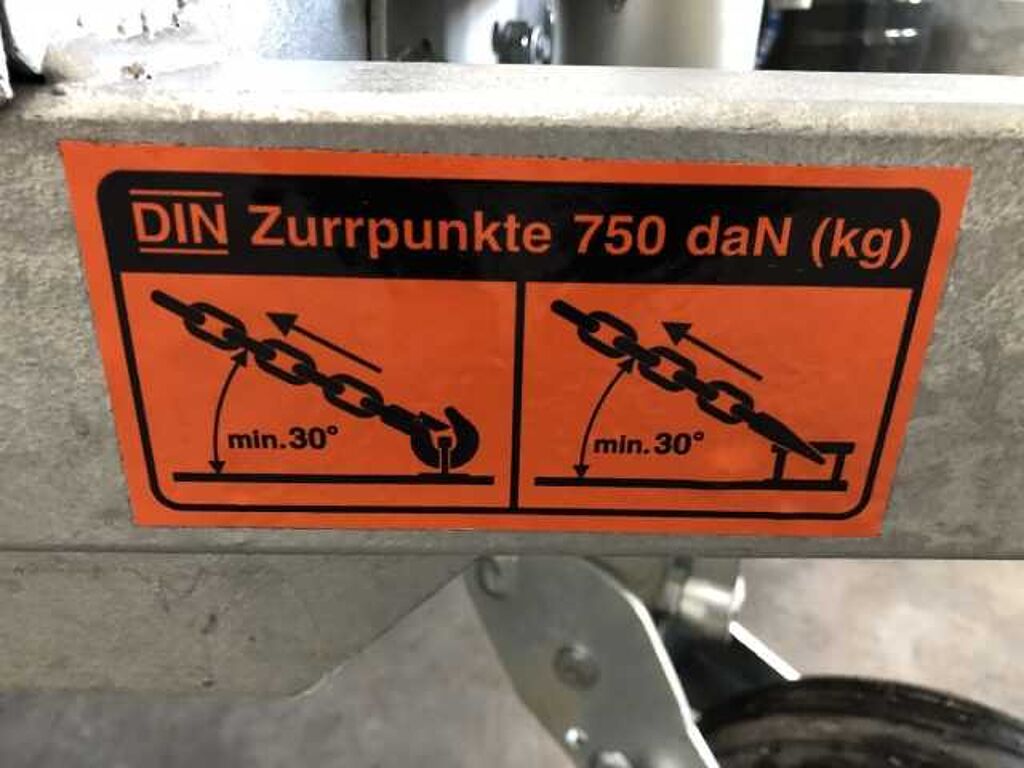 DIN Zurrpunkte 750 daN (kg)
min. 30°
min. 30°